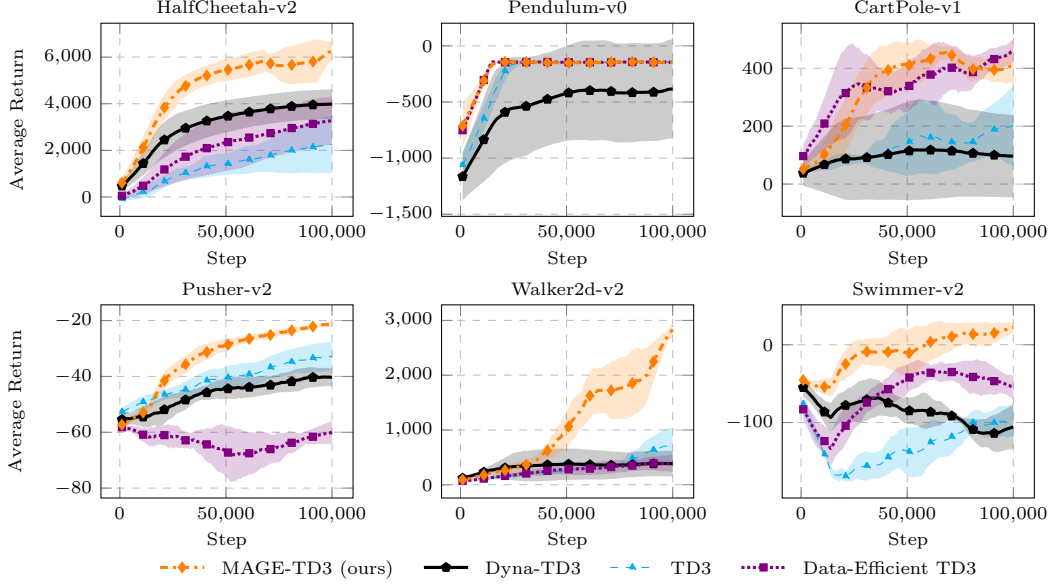 HalfCheetah-v2 Pendulum-v0 CartPole-v1
Average Return
6,000
4,000
2,000
0
0 50,000 100,000
Step
0
−500
−1,000
−1,500
0 50,000 100,000
Step
400
200
0
0 50,000 100,000
Step
Pusher-v2 Walker2d-v2 Swimmer-v2
Average Return
−20
−40
−60
−80
0 50,000 100,000
Step
3,000
2,000
1,000
0
0 50,000 100,000
Step
0
−100
0 50,000 100,000
Step
MAGE-TD3 (ours) Dyna-TD3 TD3 Data-Efficient TD3